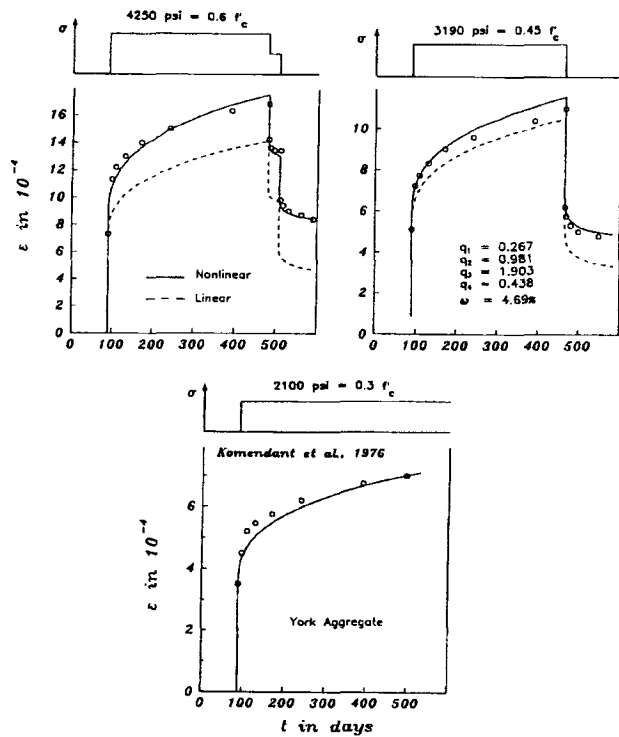 4250 psi = 0.6 f'c
σ
ε in 10⁻⁴
16
14
12
10
8
6
4
2
0
Nonlinear
Linear
0 100 200 300 400 500
3190 psi = 0.45 f'c
σ
10
8
6
4
2
0
q₁ = 0.267
q₂ = 0.981
q₃ = 1.903
q₄ = 0.438
ω = 4.69%
0 100 200 300 400 500
2100 psi = 0.3 f'c
σ
Komendant et al. 1976
ε in 10⁻⁴
6
4
2
0
York Aggregate
0 100 200 300 400 500
t in days